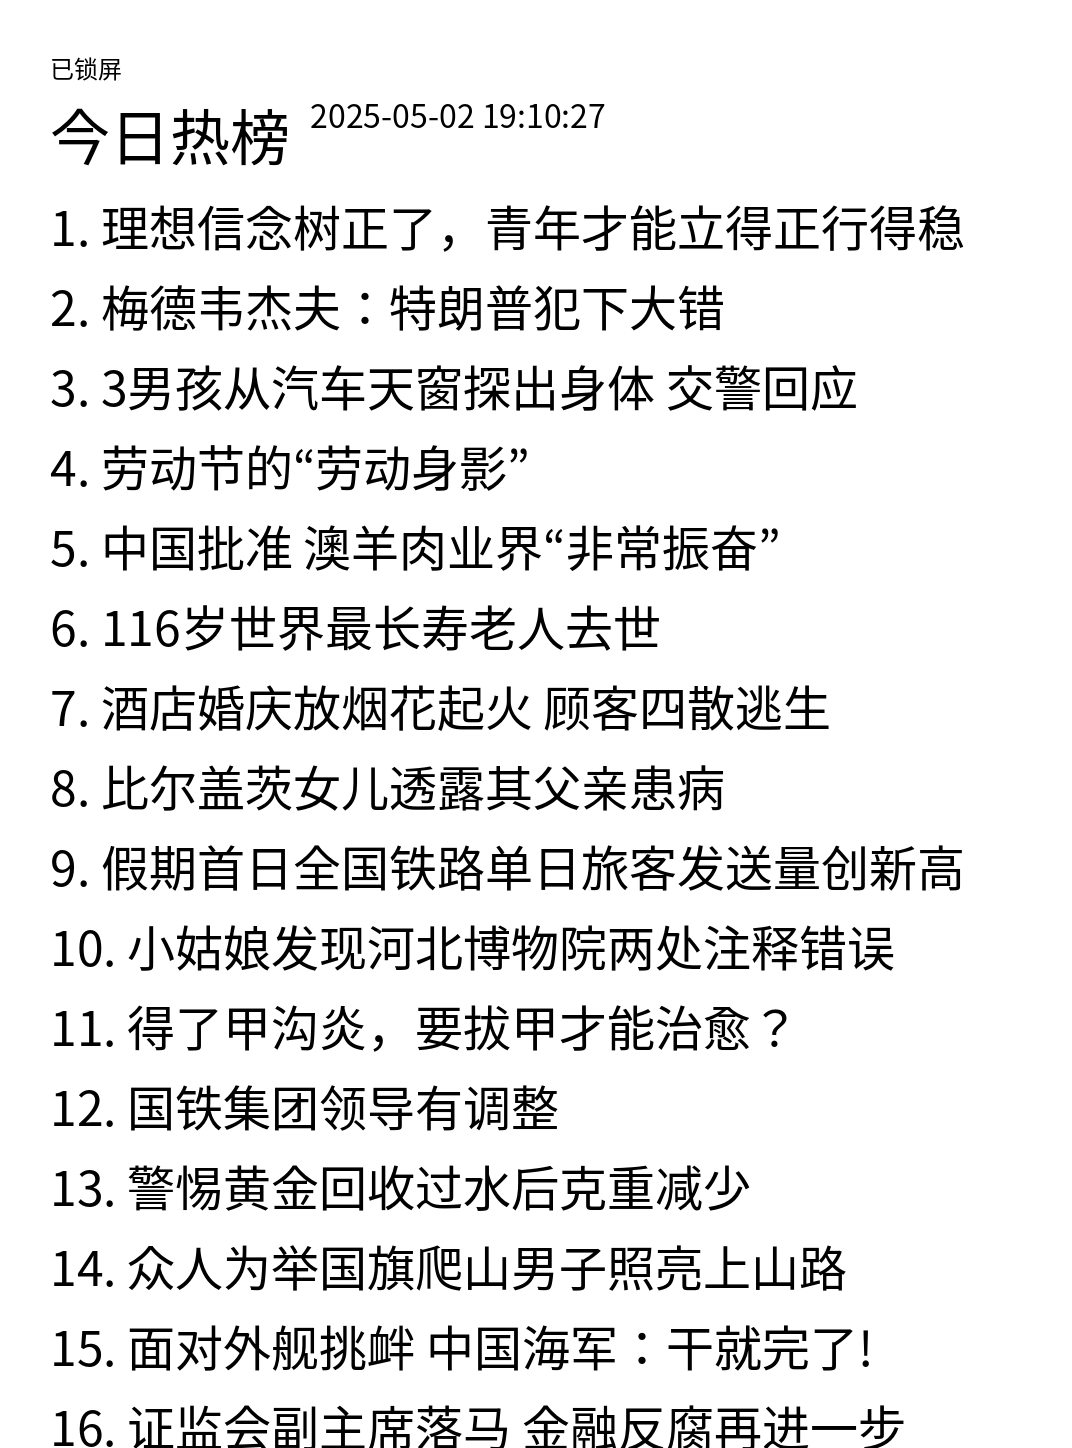 已锁屏
今日热榜 2025-05-02 19:10:27
1. 理想信念树正了，青年才能立得正行得稳
2. 梅德韦杰夫：特朗普犯下大错
3. 3男孩从汽车天窗探出身体 交警回应
4. 劳动节的“劳动身影”
5. 中国批准 澳羊肉业界“非常振奋”
6. 116岁世界最长寿老人去世
7. 酒店婚庆放烟花起火 顾客四散逃生
8. 比尔盖茨女儿透露其父亲患病
9. 假期首日全国铁路单日旅客发送量创新高
10. 小姑娘发现河北博物院两处注释错误
11. 得了甲沟炎，要拔甲才能治愈？
12. 国铁集团领导有调整
13. 警惕黄金回收过水后克重减少
14. 众人为举国旗爬山男子照亮上山路
15. 面对外舰挑衅 中国海军：干就完了!
16. 证监会副主席落马 金融反腐再进一步